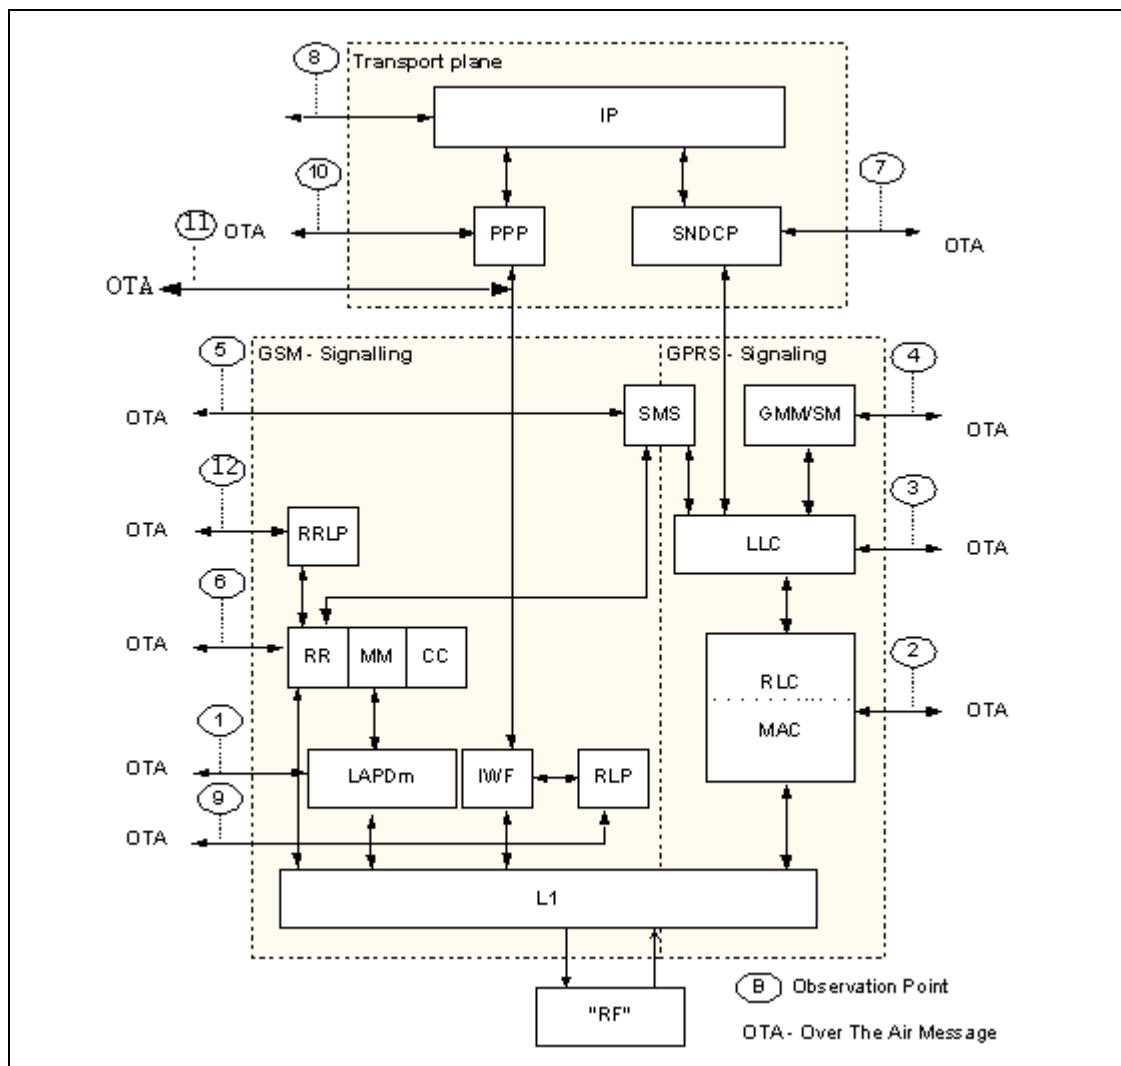 8
Transport plane
IP
10
7
11
OTA
PPP
SNDCP
OTA
OTA
5
GSM - Signalling
GPRS - Signaling
4
OTA
SMS
GMM/SM
OTA
12
3
OTA
RRLP
LLC
OTA
6
OTA
RR
MM
CC
2
RLC
MAC
OTA
1
OTA
LAPDm
IWF
RLP
9
OTA
L1
"RF"
B
Observation Point
OTA - Over The Air Message